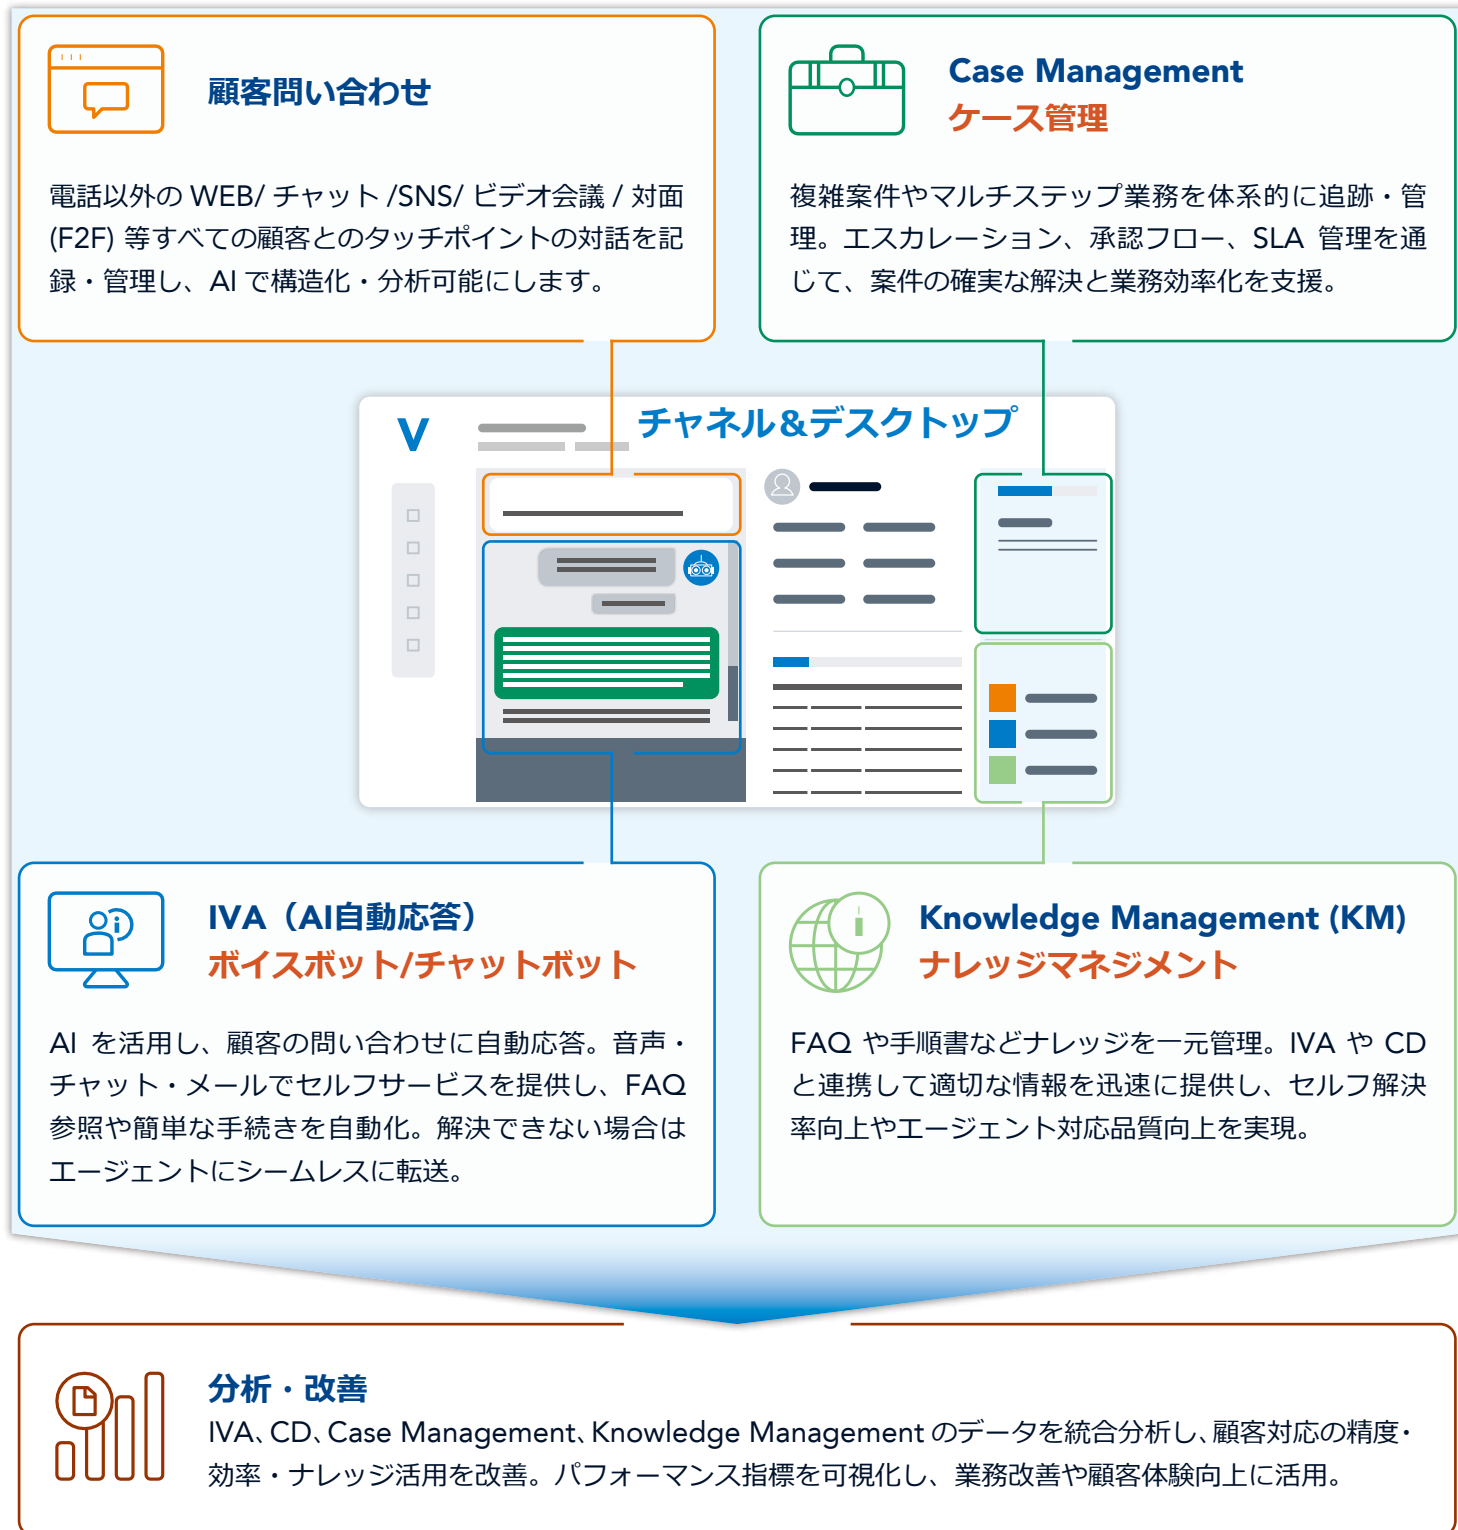 顧客問い合わせ
電話以外の WEB/ チャット /SNS/ ビデオ会議 / 対面
(F2F) 等すべての顧客とのタッチポイントの対話を記
録・管理し、AI で構造化・分析可能にします。
Case Management
ケース管理
複雑案件やマルチステップ業務を体系的に追跡・管
理。エスカレーション、承認フロー、SLA 管理を通
じて、案件の確実な解決と業務効率化を支援。
V
チャネル&デスクトップ
IVA（AI自動応答）
ボイスボット/チャットボット
AI を活用し、顧客の問い合わせに自動応答。音声・
チャット・メールでセルフサービスを提供し、FAQ
参照や簡単な手続きを自動化。解決できない場合は
エージェントにシームレスに転送。
Knowledge Management (KM)
ナレッジマネジメント
FAQ や手順書などナレッジを一元管理。IVA や CD
と連携して適切な情報を迅速に提供し、セルフ解決
率向上やエージェント対応品質向上を実現。
分析・改善
IVA、CD、Case Management、Knowledge Management のデータを統合分析し、顧客対応の精度・
効率・ナレッジ活用を改善。パフォーマンス指標を可視化し、業務改善や顧客体験向上に活用。